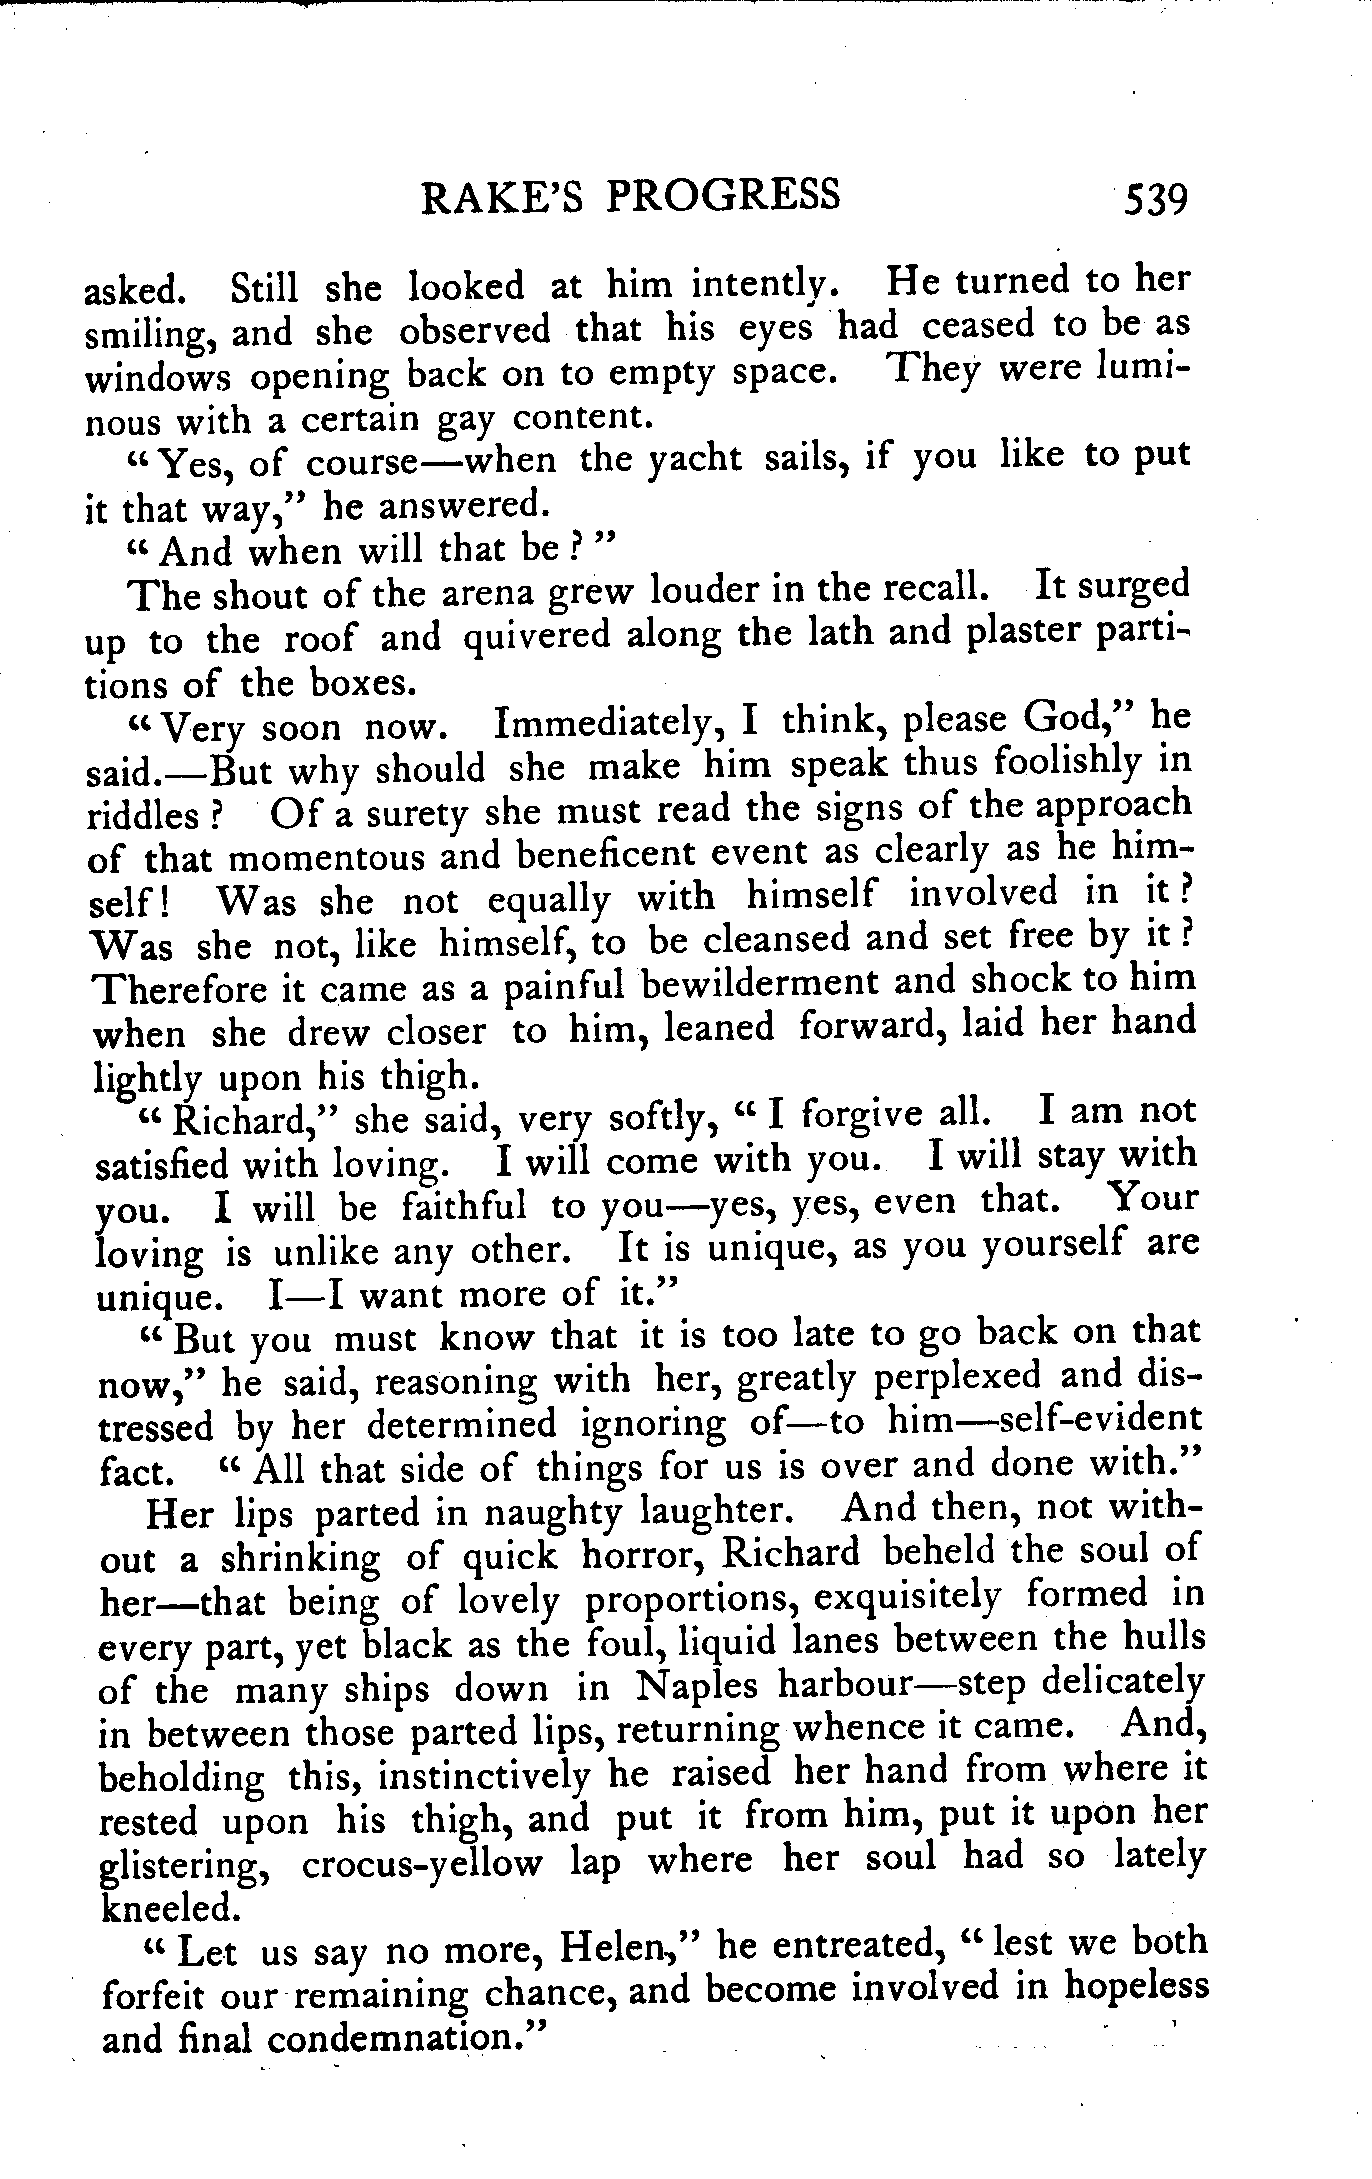 RAKE'S PROGRESS 539
asked. Still she looked at him intently. He turned to her
smiling, and she observed that his eyes had ceased to be as
windows opening back on to empty space. They were lumi-
nous with a certain gay content.
“Yes, of course—when the yacht sails, if you like to put
it that way,” he answered.
“And when will that be?”
The shout of the arena grew louder in the recall. It surged
up to the roof and quivered along the lath and plaster parti-
tions of the boxes.
“Very soon now. Immediately, I think, please God,” he
said.—But why should she make him speak thus foolishly in
riddles? Of a surety she must read the signs of the approach
of that momentous and beneficent event as clearly as he him-
self! Was she not equally with himself involved in it?
Was she not, like himself, to be cleansed and set free by it?
Therefore it came as a painful bewilderment and shock to him
when she drew closer to him, leaned forward, laid her hand
lightly upon his thigh.
“Richard,” she said, very softly, “I forgive all. I am not
satisfied with loving. I will come with you. I will stay with
you. I will be faithful to you—yes, yes, even that. Your
loving is unlike any other. It is unique, as you yourself are
unique. I—I want more of it.”
“But you must know that it is too late to go back on that
now,” he said, reasoning with her, greatly perplexed and dis-
tressed by her determined ignoring of—to him—self-evident
fact. “All that side of things for us is over and done with.”
Her lips parted in naughty laughter. And then, not with-
out a shrinking of quick horror, Richard beheld the soul of
her—that being of lovely proportions, exquisitely formed in
every part, yet black as the foul, liquid lanes between the hulls
of the many ships down in Naples harbour—step delicately
in between those parted lips, returning whence it came. And,
beholding this, instinctively he raised her hand from where it
rested upon his thigh, and put it from him, put it upon her
glistering, crocus-yellow lap where her soul had so lately
kneeled.
“Let us say no more, Helen,” he entreated, “lest we both
forfeit our remaining chance, and become involved in hopeless
and final condemnation.”